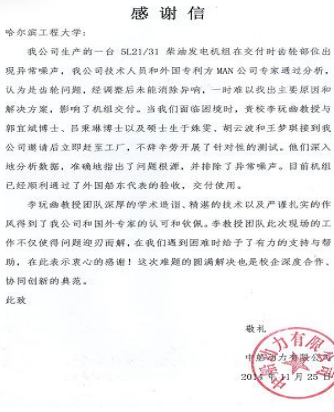 感谢信
哈尔滨工程大学:
我公司生产的一台 5L21/31 柴油发电机组在交付时齿轮部位出
现异常噪声,我公司技术人员和外国专利方 MAN 公司专家通过分析,
认为是齿轮问题,经调整后未能消除异响,一时难以找出主要原因和
解决方案,影响了机组交付。当我们面临困境时,贵校李玩幽教授与
郭宜斌博士、吕秉琳博士以及硕士生于姝雯、胡云波和王梦琪接到我
公司邀请后立即赶至工厂,不辞辛劳开展了针对性的测试。他们深入
地分析数据,准确地指出了问题根源,并排除了异常噪声。目前机组
已经顺利通过了外国船东代表的验收,交付使用。
李玩幽教授团队深厚的学术造诣、精湛的技术以及严谨扎实的作
风得到了我公司和国外专家的认可和钦佩。李教授团队此次现场的工
作不仅使得问题迎刃而解,在我们遇到困难时给予了有力的支持与帮
助,在此表示衷心的感谢!这次难题的圆满解决也是校企深度合作、
协同创新的典范。
此致
敬礼
中船动力有限公司
2014 年 11 月 25 日